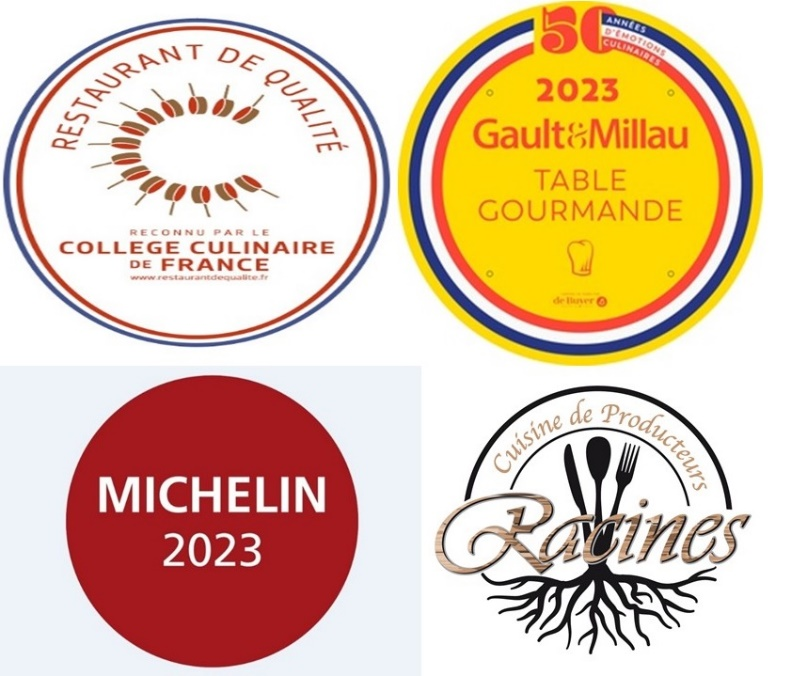 RESTAURANT DE QUALITÉ
RECONNU PAR LE
COLLEGE CULINAIRE
DE FRANCE
www.restaurantdequalite.fr
50 ANNÉES
D'ÉMOTIONS
CULINAIRES
2023
Gault&Millau
TABLE
GOURMANDE
de Buyer
MICHELIN
2023
Cuisine de Producteurs
Racines